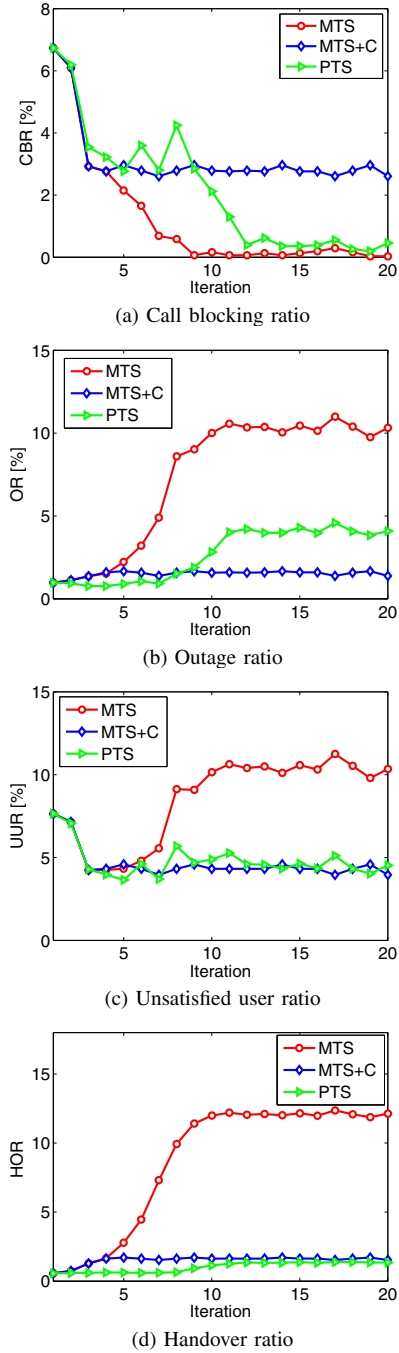 8
6
4
2
0
CBR [%]
MTS
MTS+C
PTS
5
10
15
20
Iteration
(a) Call blocking ratio
15
10
5
0
OR [%]
MTS
MTS+C
PTS
5
10
15
20
Iteration
(b) Outage ratio
15
10
5
0
UUR [%]
MTS
MTS+C
PTS
5
10
15
20
Iteration
(c) Unsatisfied user ratio
15
10
5
0
HOR
MTS
MTS+C
PTS
5
10
15
20
Iteration
(d) Handover ratio